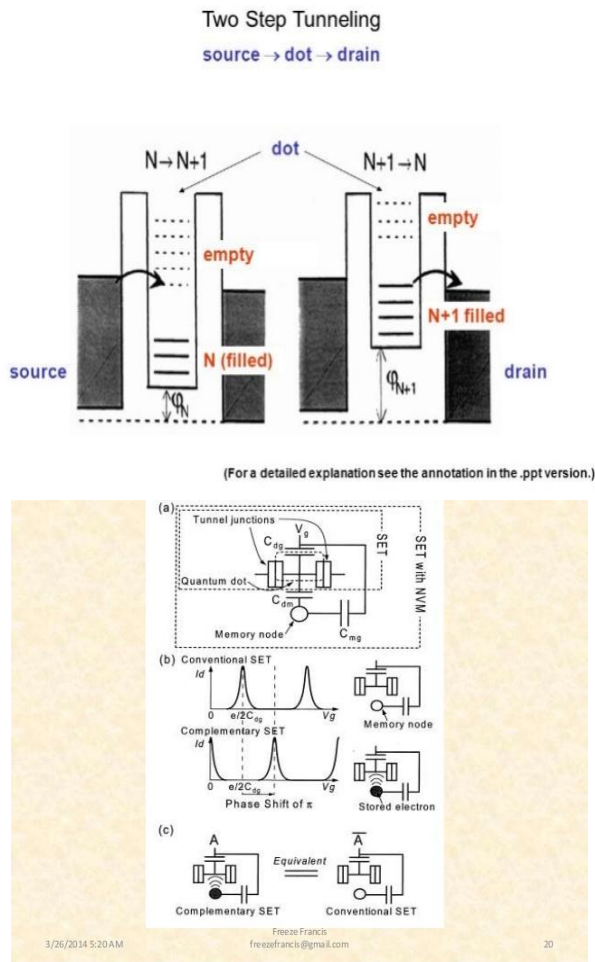 Two Step Tunneling
source → dot → drain
dot
N→N+1
N+1→N
empty
empty
N (filled)
N+1 filled
source
drain
φN
φN+1
(For a detailed explanation see the annotation in the .ppt version.)
(a)
Tunnel junctions
Vg
Cdg
SET
SET with NVM
Quantum dot
Cdm
Memory node
Cmg
(b) Conventional SET
Id
0 e/2Cdg Vg
Memory node
Complementary SET
Id
0 e/2Cdg Vg
Phase Shift of π
Stored electron
(c)
A
A̅
Equivalent
Complementary SET
Conventional SET
Freeze Francis
3/26/2014 5:20 AM
freezefrancis@gmail.com
20